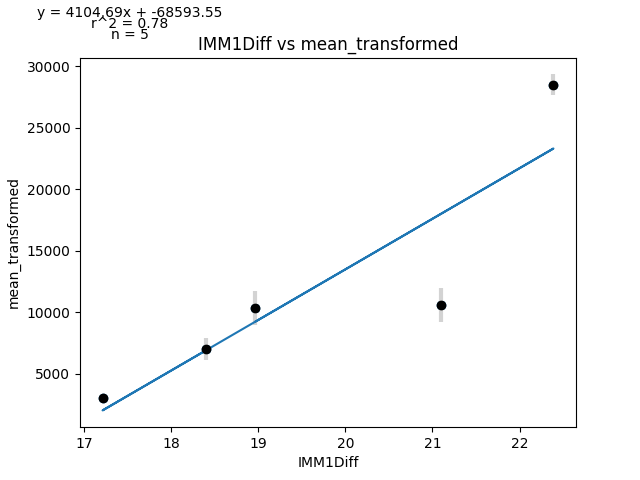 y = 4104.69x + -68593.55
r^2 = 0.78
n = 5
IMM1Diff vs mean_transformed
30000
25000
20000
15000
10000
5000
mean_transformed
17 18 19 20 21 22
IMM1Diff